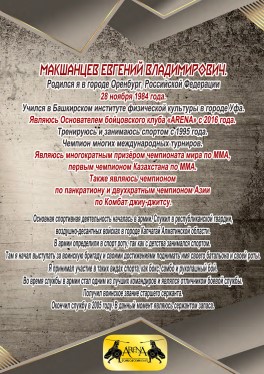 МАКШАНЦЕВ ЕВГЕНИЙ ВЛАДИМИРОВИЧ.
Родился я в городе Оренбург, Российской Федерации
28 ноября 1984 года.
Учился в Башкирском институте физической культуры в городе Уфа.
Являюсь Основателем бойцовского клуба «ARENA» с 2016 года.
Тренируюсь и занимаюсь спортом с 1995 года.
Чемпион многих международных турниров.
Являюсь многократным призёром чемпионата мира по ММА,
первым чемпионом Казахстана по ММА.
Также являюсь чемпионом
по панкратиону и двухкратным чемпионом Азии
по Комбат джиу-джитсу.
Основная спортивная деятельность началась в армии. Служил в республиканской гвардии,
воздушно-десантных войсках в городе Капчагай Алматинской области.
В армии определили в спорт роту, так как с детства занимался спортом.
Там я начал выступать за воинскую бригаду и своими достижениями поднимать имя своего батальона и своей роты.
Я принимал участие в таких видах спорта, как бокс, самбо и рукопашный бой.
Во время службы в армии стал одним из лучших командиров и являлся отличником боевой службы.
Получил воинское звание старшего сержанта.
Окончил службу в 2005 году. В данный момент являюсь сержантом запаса.
ARENA